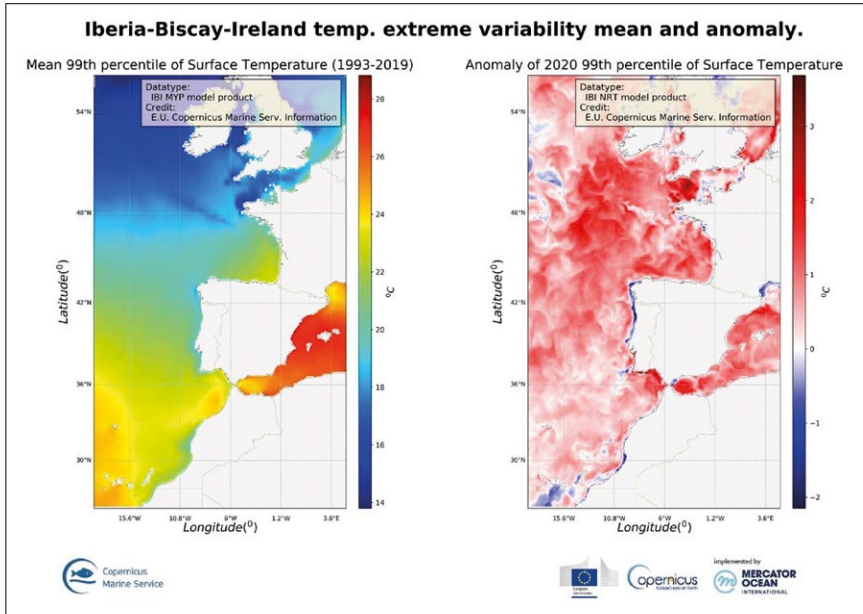 Iberia-Biscay-Ireland temp. extreme variability mean and anomaly.
Mean 99th percentile of Surface Temperature (1993-2019)
Datatype:
IBI MYP model product
Credit:
E.U. Copernicus Marine Serv. Information
54°N
48°N
42°N
36°N
30°N
Latitude(⁰)
15.6°W
10.8°W
6°W
1.2°W
3.6°E
Longitude(⁰)
28
26
24
22
20
18
16
14
ºC
Anomaly of 2020 99th percentile of Surface Temperature
Datatype:
IBI NRT model product
Credit:
E.U. Copernicus Marine Serv. Information
54°N
48°N
42°N
36°N
30°N
Latitude(⁰)
15.6°W
10.8°W
6°W
1.2°W
3.6°E
Longitude(⁰)
3
2
1
0
−1
−2
ºC
Copernicus
Marine Service
opernicus
implemented by
MERCATOR
OCEAN
INTERNATIONAL